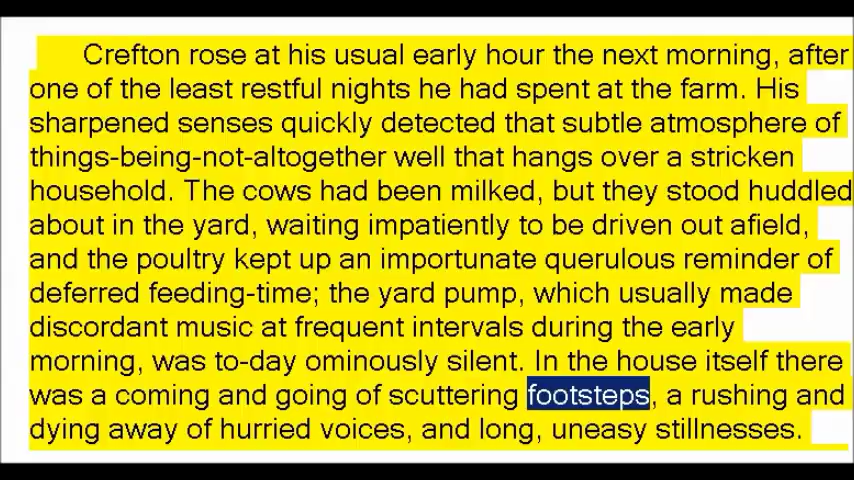 Crefton rose at his usual early hour the next morning, after
one of the least restful nights he had spent at the farm. His
sharpened senses quickly detected that subtle atmosphere of
things-being-not-altogether well that hangs over a stricken
household. The cows had been milked, but they stood huddled
about in the yard, waiting impatiently to be driven out afield,
and the poultry kept up an importunate querulous reminder of
deferred feeding-time; the yard pump, which usually made
discordant music at frequent intervals during the early
morning, was to-day ominously silent. In the house itself there
was a coming and going of scuttering footsteps, a rushing and
dying away of hurried voices, and long, uneasy stillnesses.